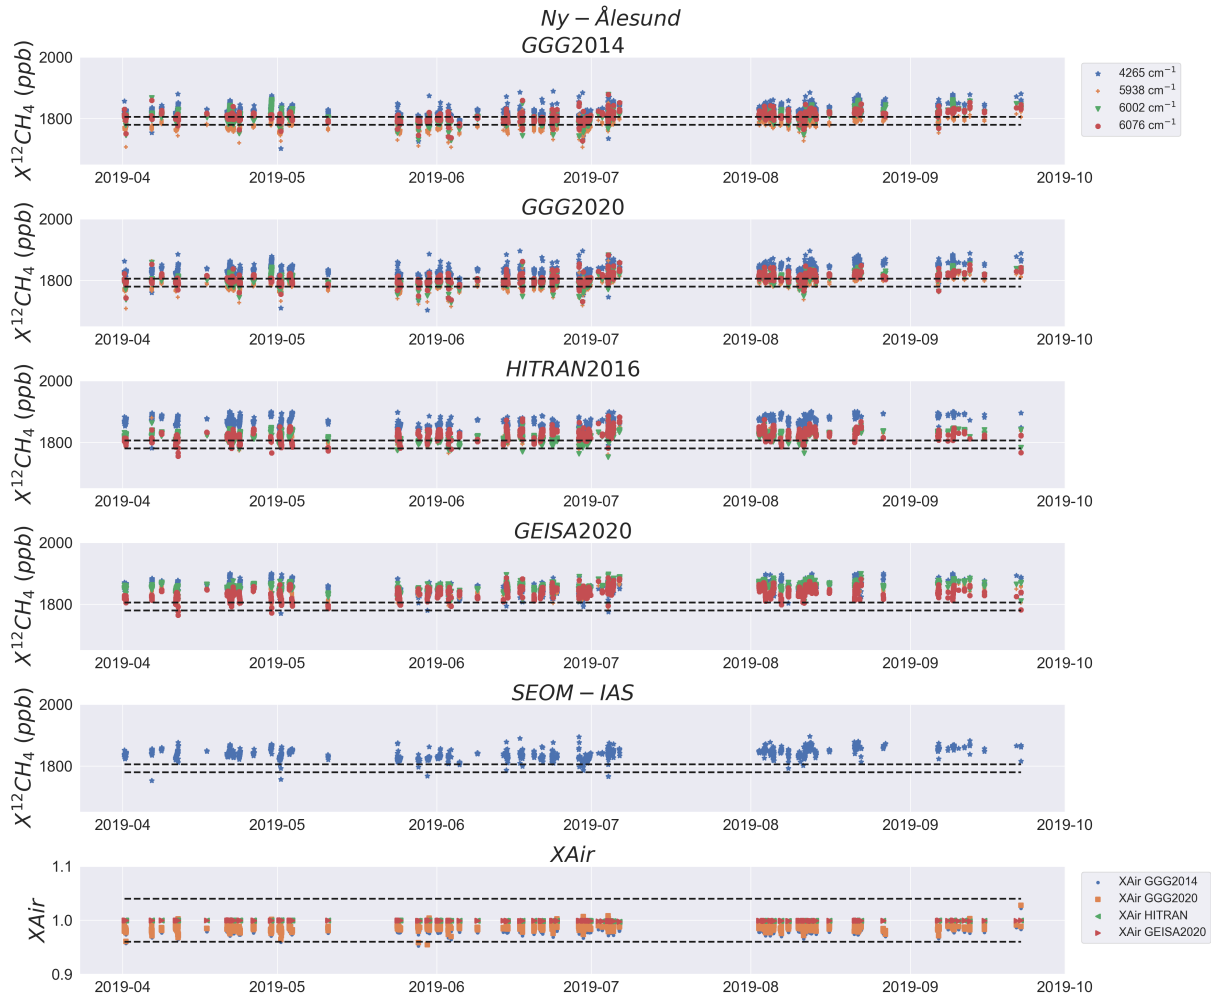 Ny − Ålesund
GGG2014
X¹²CH₄ (ppb)
2000
1800
2019-04 2019-05 2019-06 2019-07 2019-08 2019-09 2019-10
4265 cm⁻¹
5938 cm⁻¹
6002 cm⁻¹
6076 cm⁻¹
GGG2020
X¹²CH₄ (ppb)
2000
1800
2019-04 2019-05 2019-06 2019-07 2019-08 2019-09 2019-10
HITRAN2016
X¹²CH₄ (ppb)
2000
1800
2019-04 2019-05 2019-06 2019-07 2019-08 2019-09 2019-10
GEISA2020
X¹²CH₄ (ppb)
2000
1800
2019-04 2019-05 2019-06 2019-07 2019-08 2019-09 2019-10
SEOM − IAS
X¹²CH₄ (ppb)
2000
1800
2019-04 2019-05 2019-06 2019-07 2019-08 2019-09 2019-10
XAir
XAir
1.1
1.0
0.9
2019-04 2019-05 2019-06 2019-07 2019-08 2019-09 2019-10
XAir GGG2014
XAir GGG2020
XAir HITRAN
XAir GEISA2020